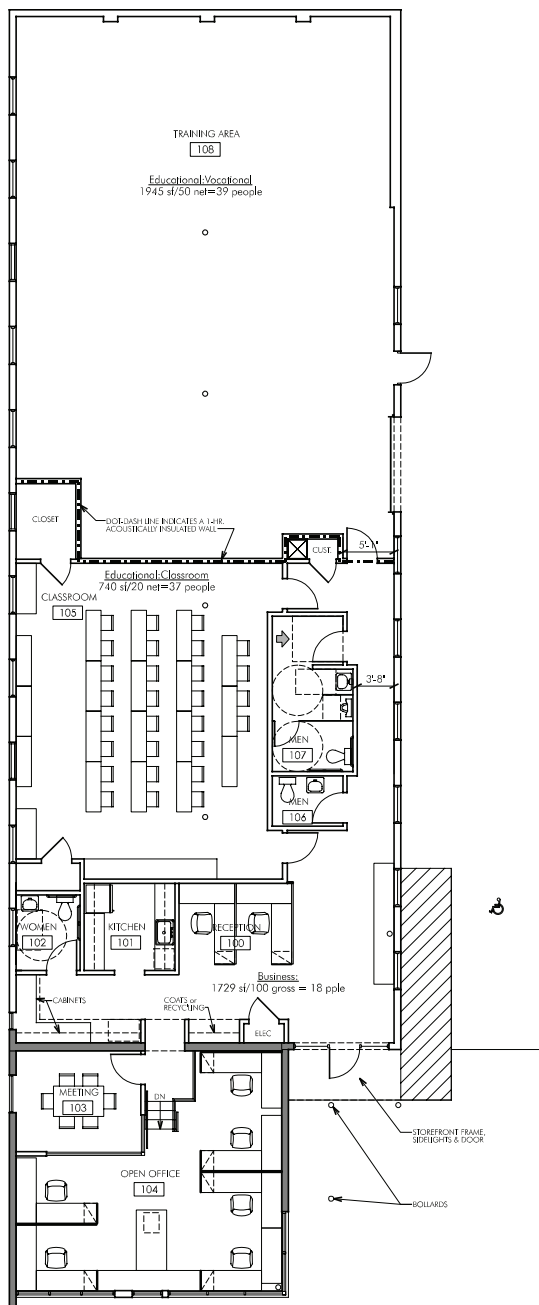 TRAINING AREA
108
Educational:Vocational
1945 sf/50 net=39 people
CLOSET
DOT-DASH LINE INDICATES A 1-HR.
ACOUSTICALLY INSULATED WALL
CUST.
5'-1"
Educational:Classroom
740 sf/20 net=37 people
CLASSROOM
105
3'-8"
MEN
107
MEN
106
WOMEN
102
KITCHEN
101
RECEPTION
100
Business:
1729 sf/100 gross = 18 pple
CABINETS
COATS or
RECYCLING
ELEC
MEETING
103
DN
STOREFRONT FRAME,
SIDELIGHTS & DOOR
OPEN OFFICE
104
BOLLARDS